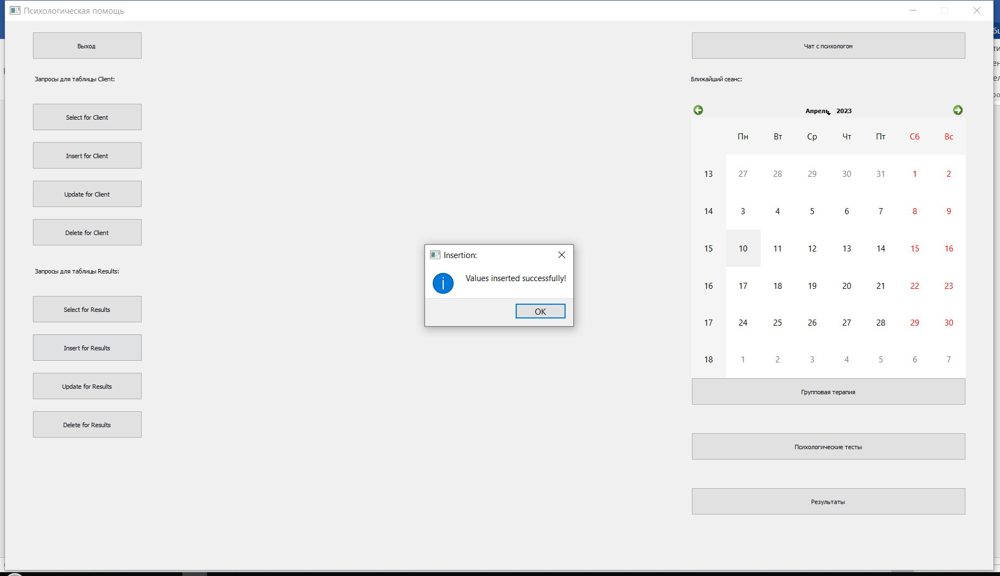 Психологическая помощь
Выход
Запросы для таблицы Client:
Select for Client
Insert for Client
Update for Client
Delete for Client
Запросы для таблицы Results:
Select for Results
Insert for Results
Update for Results
Delete for Results
Insertion:
Values inserted successfully!
OK
Чат с психологом
Ближайший сеанс:
Апрель 2023
Пн Вт Ср Чт Пт Сб Вс
13 27 28 29 30 31 1 2
14 3 4 5 6 7 8 9
15 10 11 12 13 14 15 16
16 17 18 19 20 21 22 23
17 24 25 26 27 28 29 30
18 1 2 3 4 5 6 7
Групповая терапия
Психологические тесты
Результаты